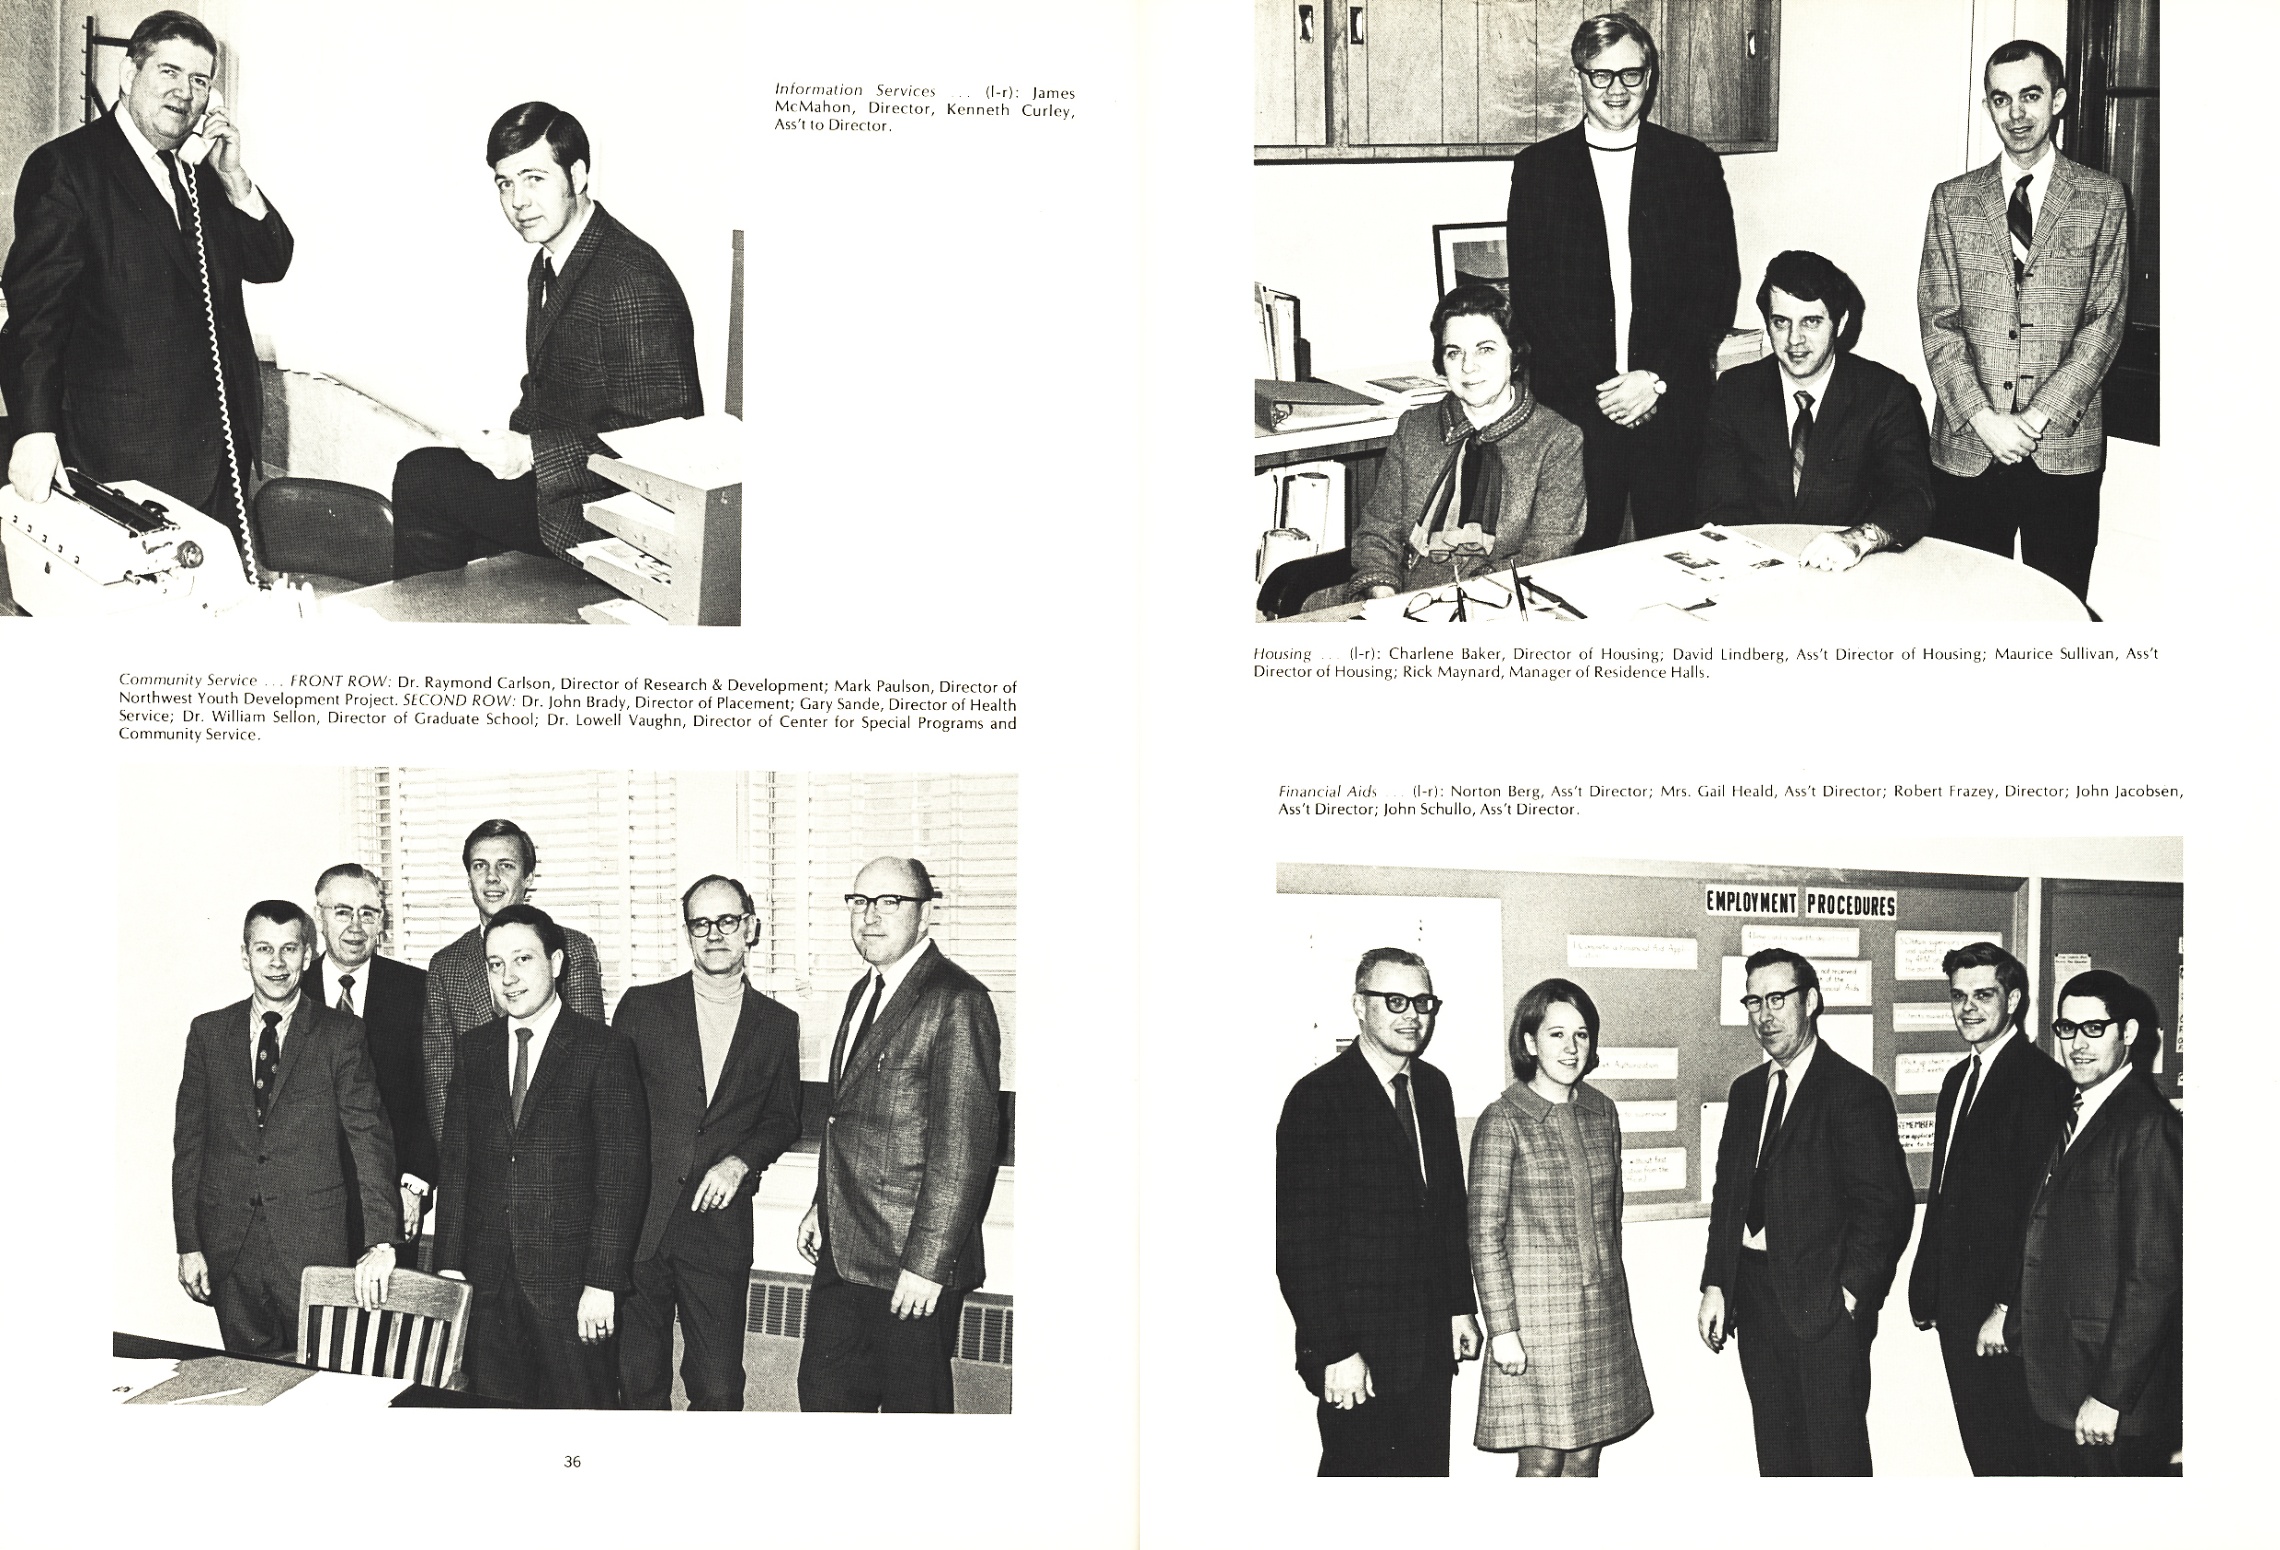 Information Services ... (l-r): James
McMahon, Director, Kenneth Curley,
Ass't to Director.
Community Service ... FRONT ROW: Dr. Raymond Carlson, Director of Research & Development; Mark Paulson, Director of
Northwest Youth Development Project. SECOND ROW: Dr. John Brady, Director of Placement; Gary Sande, Director of Health
Service; Dr. William Sellon, Director of Graduate School; Dr. Lowell Vaughn, Director of Center for Special Programs and
Community Service.
36
Housing ... (l-r): Charlene Baker, Director of Housing; David Lindberg, Ass't Director of Housing; Maurice Sullivan, Ass't
Director of Housing; Rick Maynard, Manager of Residence Halls.
Financial Aids ... (l-r): Norton Berg, Ass't Director; Mrs. Gail Heald, Ass't Director; Robert Frazey, Director; John Jacobsen,
Ass't Director; John Schullo, Ass't Director.
EMPLOYMENT PROCEDURES
not received
of the
REMEMBER